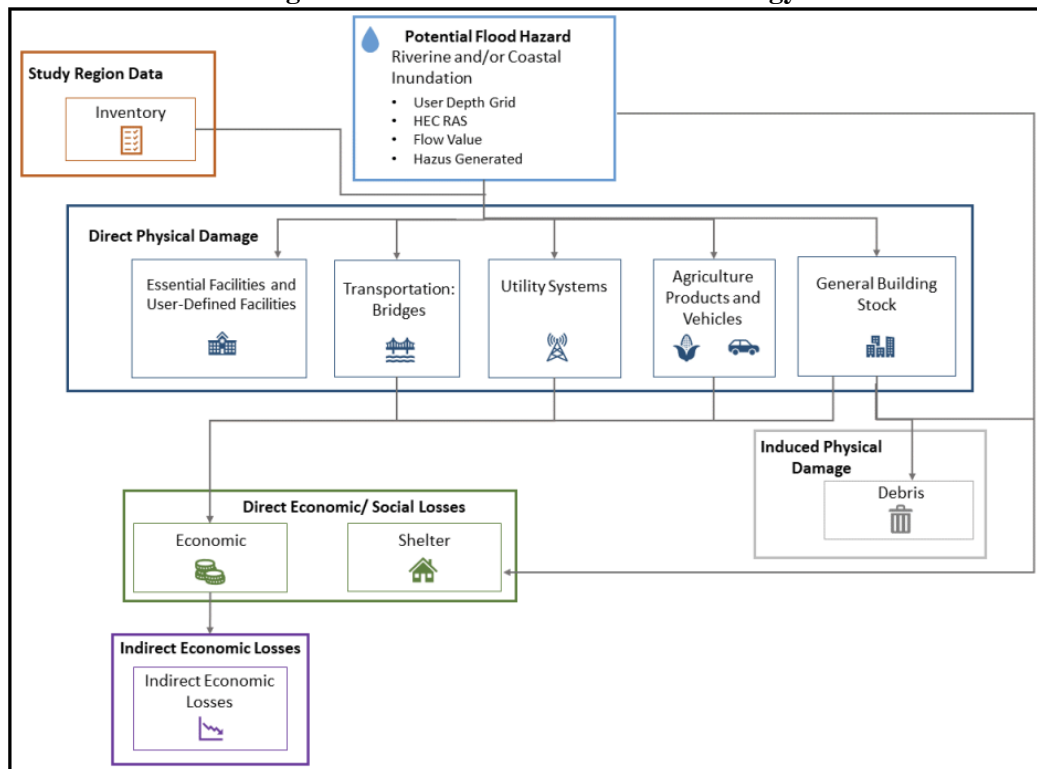 Potential Flood Hazard
Riverine and/or Coastal
Inundation
• User Depth Grid
• HEC RAS
• Flow Value
• Hazus Generated
Study Region Data
Inventory
Direct Physical Damage
Essential Facilities and
User-Defined Facilities
Transportation:
Bridges
Utility Systems
Agriculture
Products and
Vehicles
General Building
Stock
Induced Physical
Damage
Debris
Direct Economic/ Social Losses
Economic
Shelter
Indirect Economic Losses
Indirect Economic
Losses